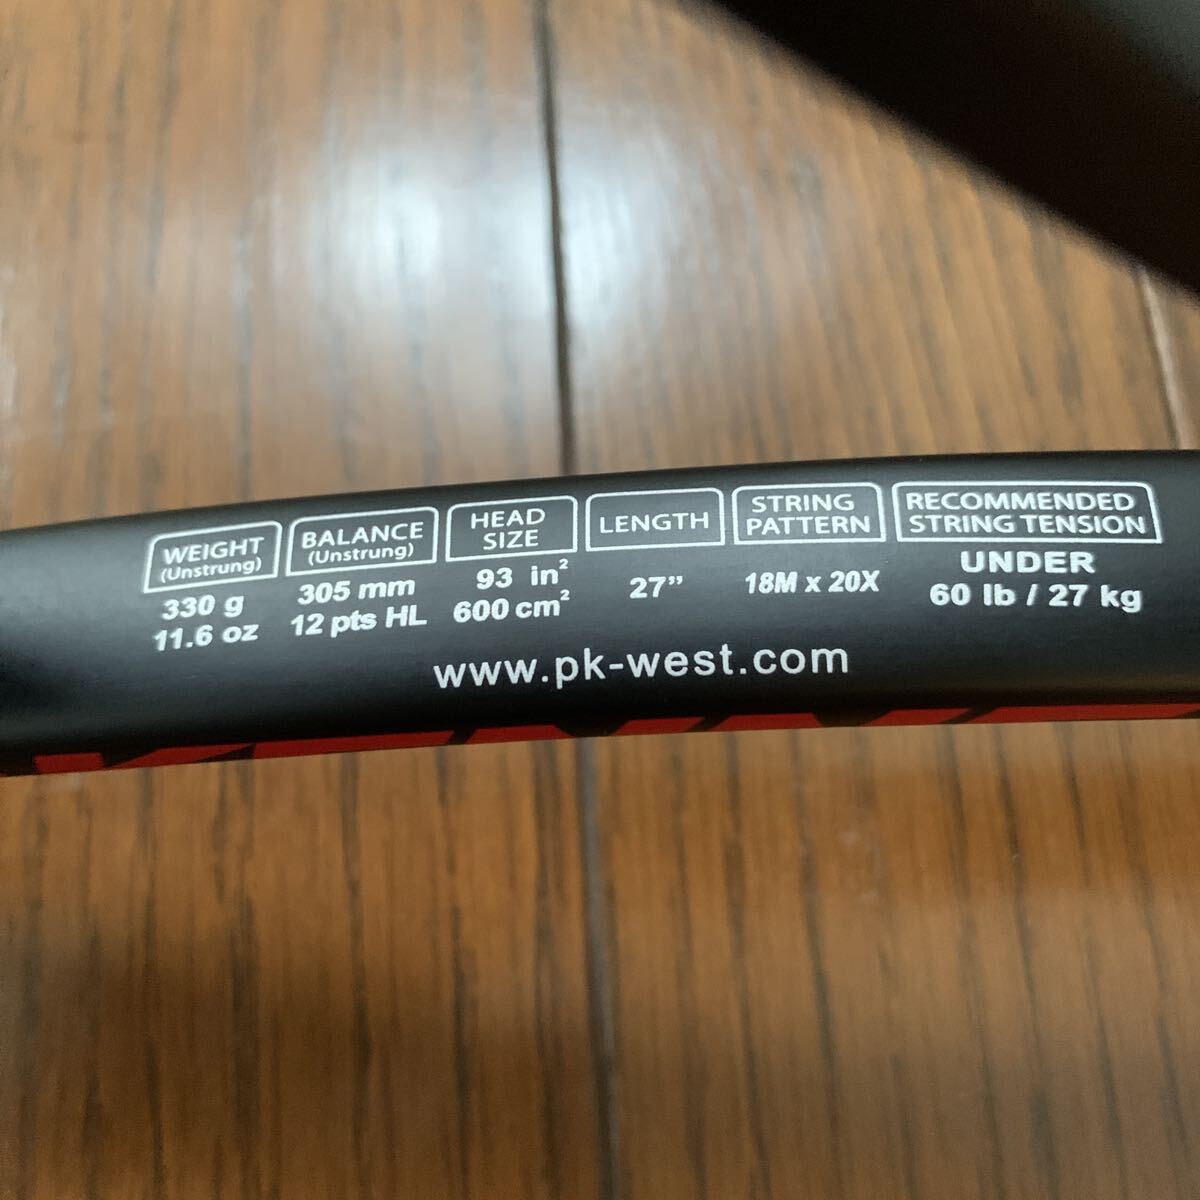 WEIGHT
(Unstrung)
330 g
11.6 oz
BALANCE
(Unstrung)
305 mm
12 pts HL
HEAD
SIZE
93 in²
600 cm²
LENGTH
27”
STRING
PATTERN
18M x 20X
RECOMMENDED
STRING TENSION
UNDER
60 lb / 27 kg
www.pk-west.com